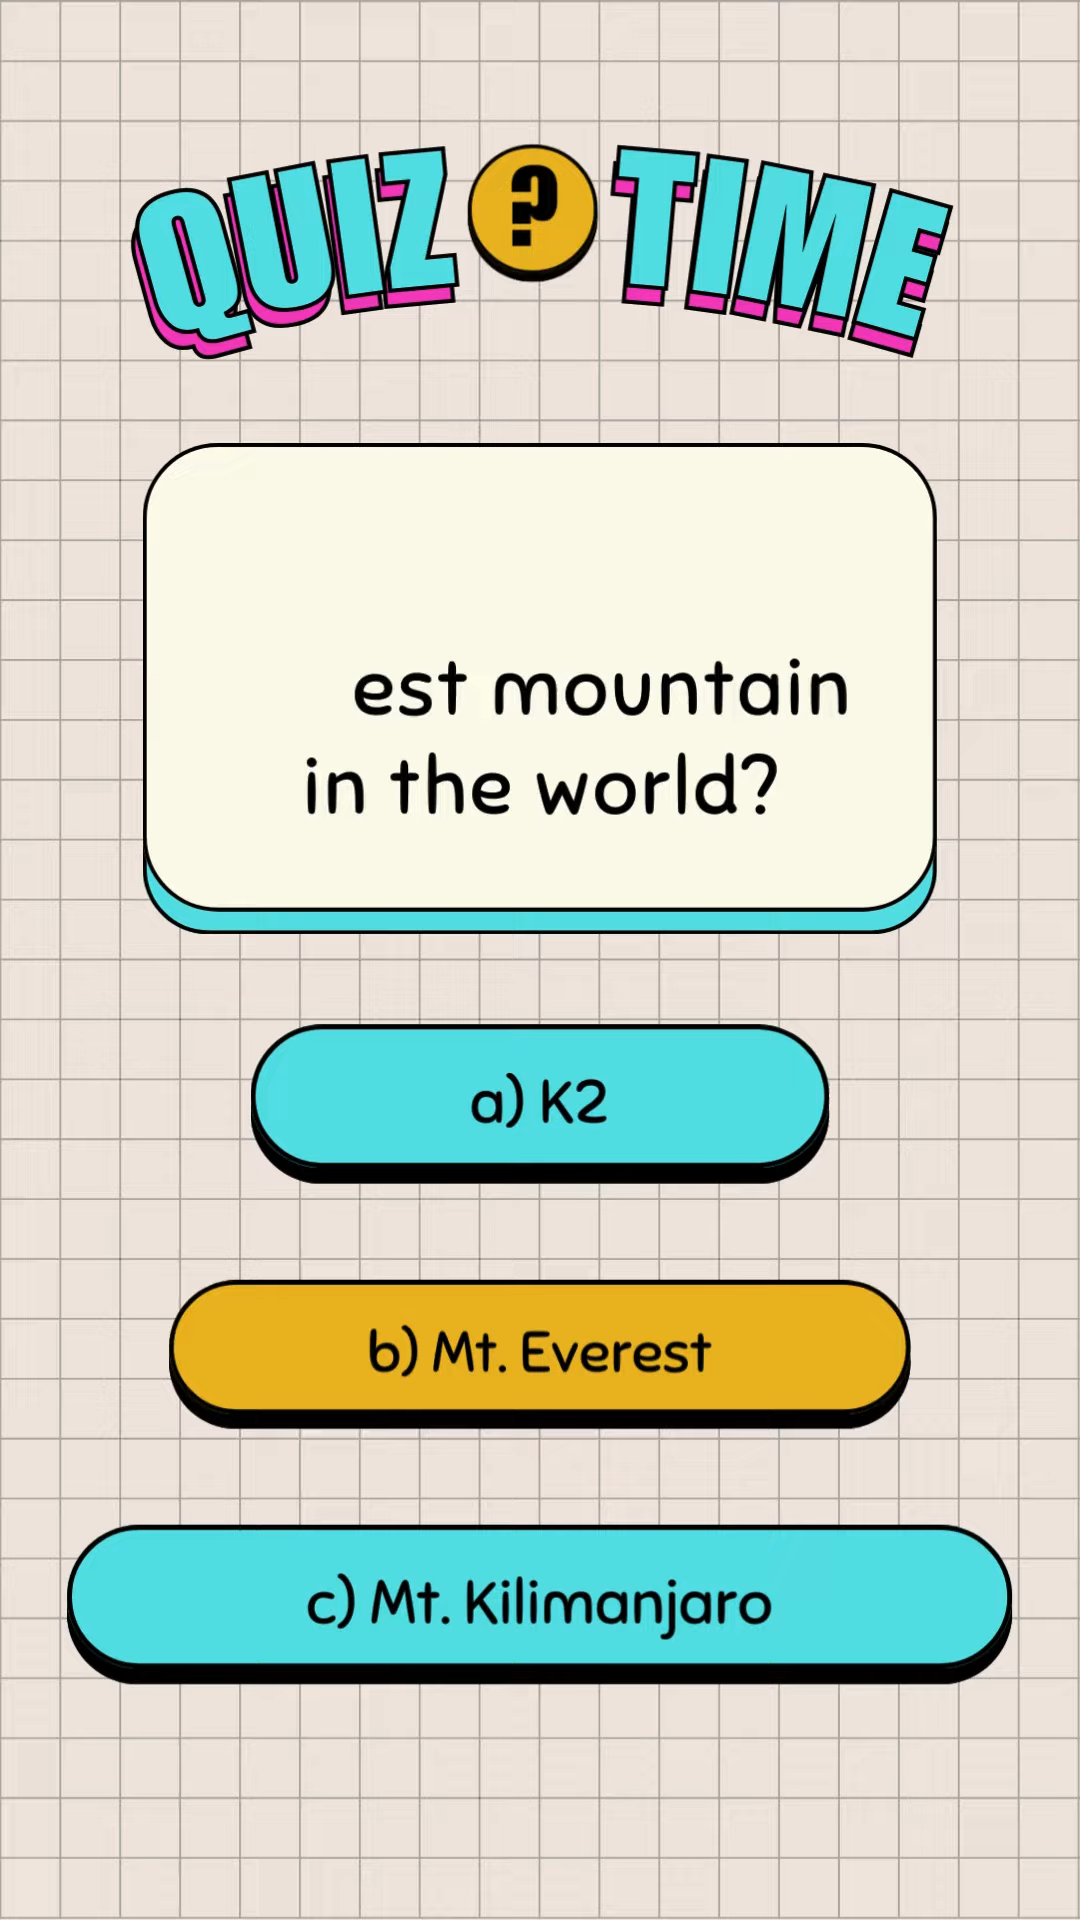 QUIZ ? TIME
est mountain
in the world?
a) K2
b) Mt. Everest
c) Mt. Kilimanjaro